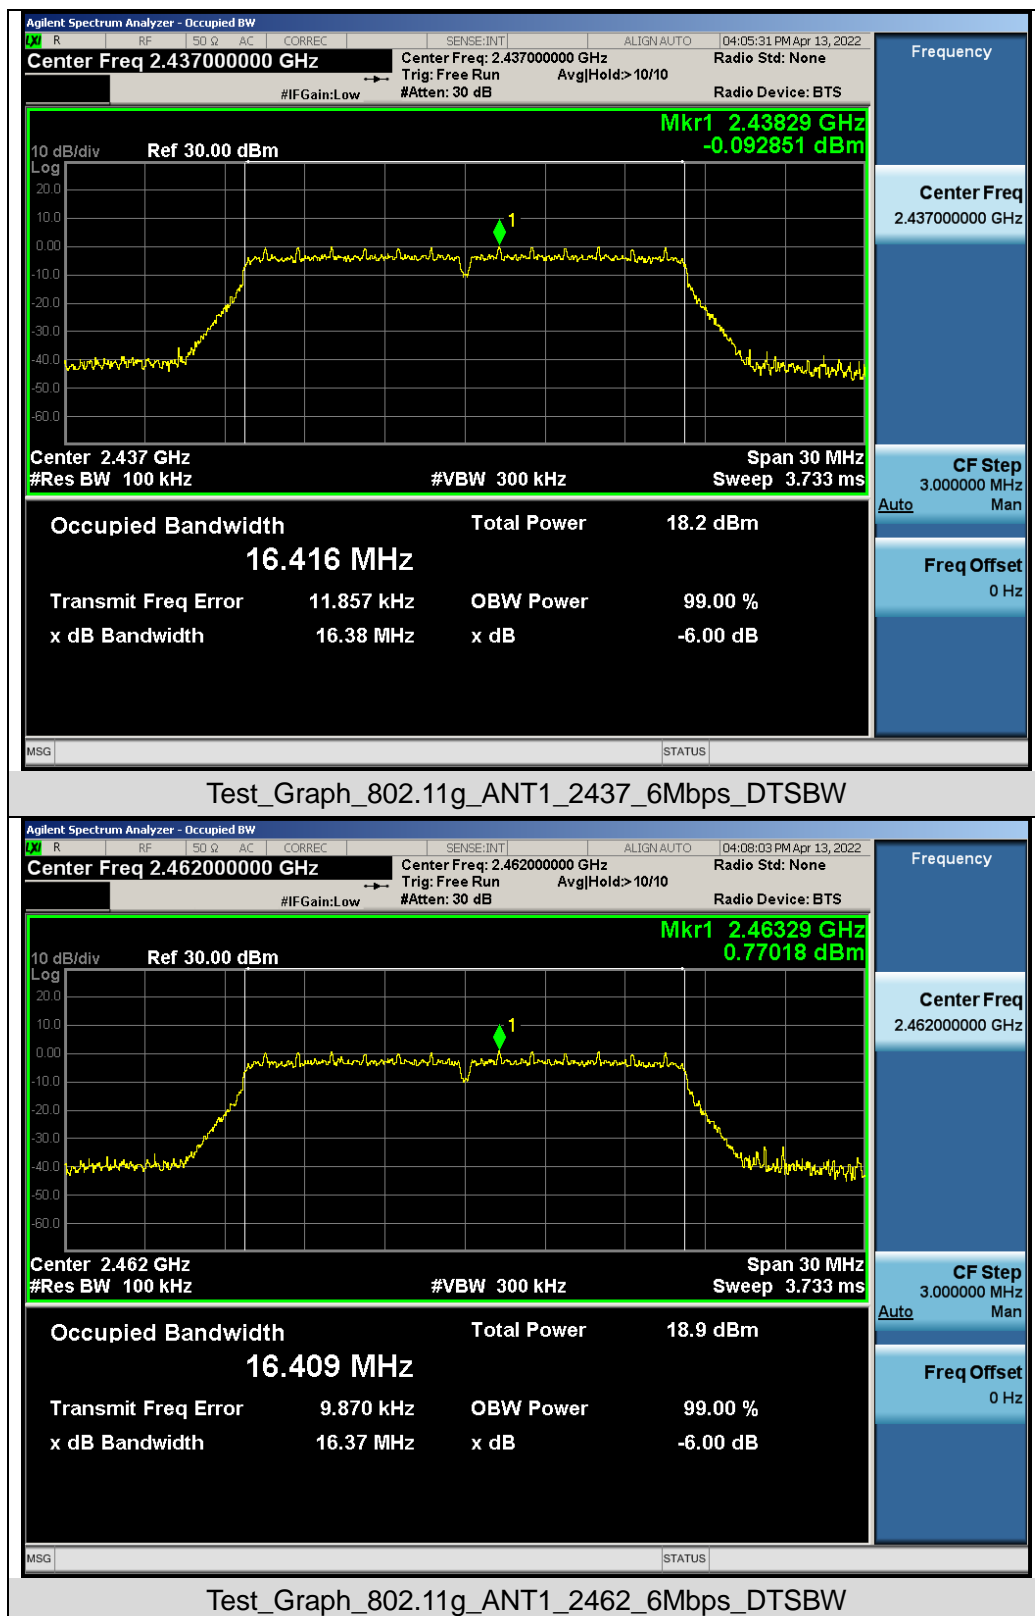 Agilent Spectrum Analyzer - Occupied BW
LXI R RF 50 Ω AC CORREC SENSE:INT ALIGN AUTO 04:05:31 PM Apr 13, 2022
Center Freq 2.437000000 GHz
Center Freq: 2.437000000 GHz
Radio Std: None
Trig: Free Run Avg|Hold:>10/10
#IFGain:Low
#Atten: 30 dB
Radio Device: BTS
Frequency
Mkr1 2.43829 GHz
-0.092851 dBm
10 dB/div
Ref 30.00 dBm
Log
20.0
10.0
0.00
-10.0
-20.0
-30.0
-40.0
-50.0
-60.0
1
Center Freq
2.437000000 GHz
Center 2.437 GHz
Span 30 MHz
#Res BW 100 kHz
#VBW 300 kHz
Sweep 3.733 ms
CF Step
3.000000 MHz
Auto Man
Occupied Bandwidth
Total Power 18.2 dBm
16.416 MHz
Freq Offset
0 Hz
Transmit Freq Error 11.857 kHz OBW Power 99.00 %
x dB Bandwidth 16.38 MHz x dB -6.00 dB
MSG STATUS
Test_Graph_802.11g_ANT1_2437_6Mbps_DTSBW
Agilent Spectrum Analyzer - Occupied BW
LXI R RF 50 Ω AC CORREC SENSE:INT ALIGN AUTO 04:08:03 PM Apr 13, 2022
Center Freq 2.462000000 GHz
Center Freq: 2.462000000 GHz
Radio Std: None
Trig: Free Run Avg|Hold:>10/10
#IFGain:Low
#Atten: 30 dB
Radio Device: BTS
Frequency
Mkr1 2.46329 GHz
0.77018 dBm
10 dB/div
Ref 30.00 dBm
Log
20.0
10.0
0.00
-10.0
-20.0
-30.0
-40.0
-50.0
-60.0
1
Center Freq
2.462000000 GHz
Center 2.462 GHz
Span 30 MHz
#Res BW 100 kHz
#VBW 300 kHz
Sweep 3.733 ms
CF Step
3.000000 MHz
Auto Man
Occupied Bandwidth
Total Power 18.9 dBm
16.409 MHz
Freq Offset
0 Hz
Transmit Freq Error 9.870 kHz OBW Power 99.00 %
x dB Bandwidth 16.37 MHz x dB -6.00 dB
MSG STATUS
Test_Graph_802.11g_ANT1_2462_6Mbps_DTSBW